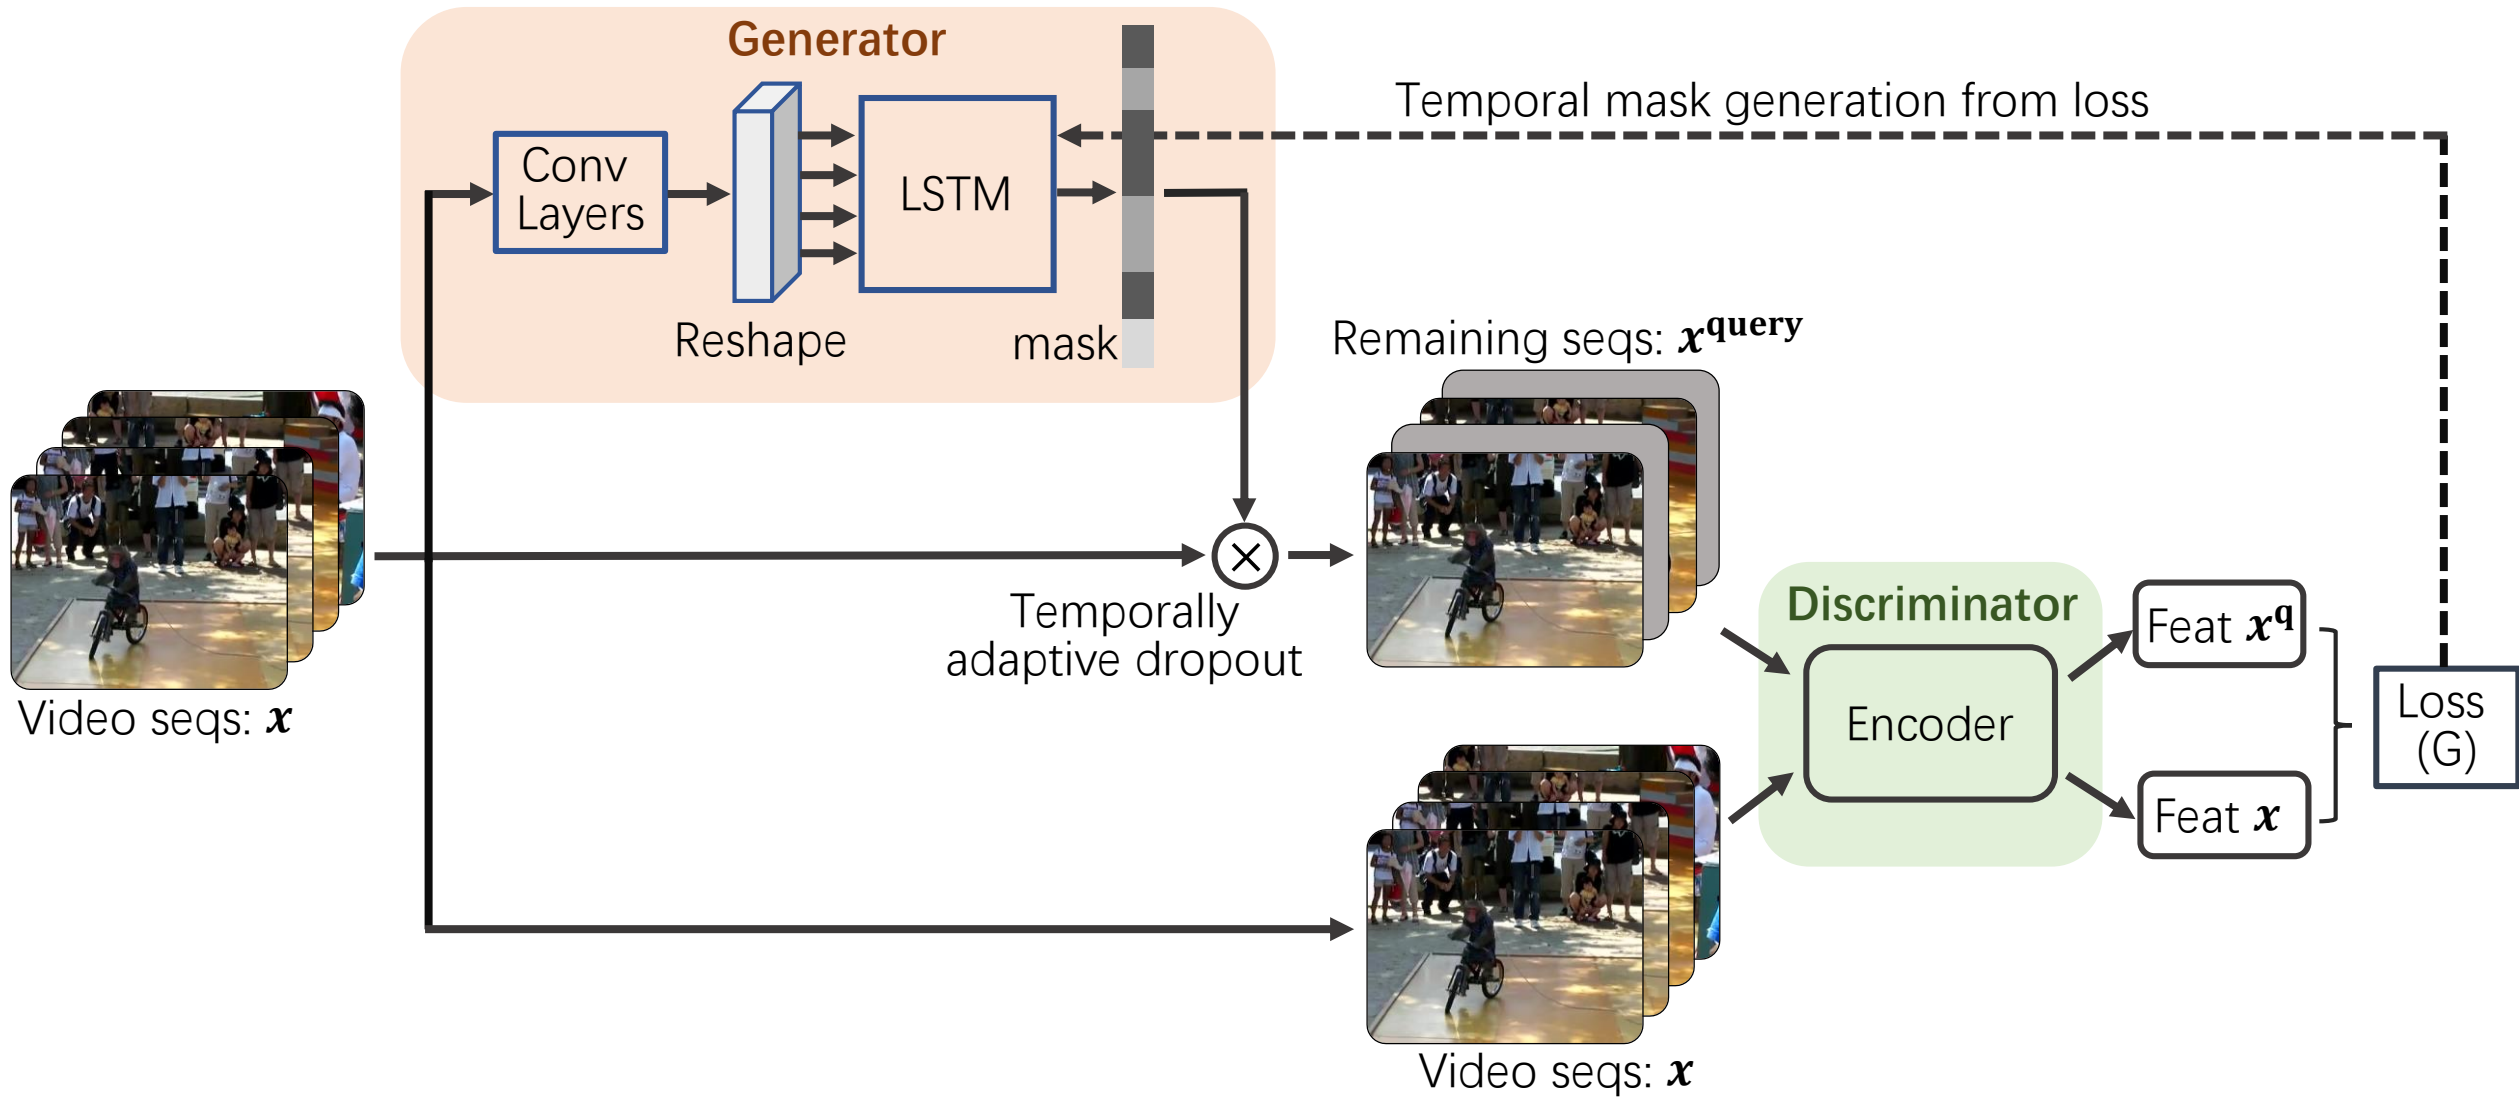 Generator
Temporal mask generation from loss
Conv
Layers
LSTM
Reshape
mask
Remaining seqs: x^query
Temporally
adaptive dropout
Video seqs: x
Discriminator
Encoder
Feat x^q
Feat x
Loss
(G)
Video seqs: x